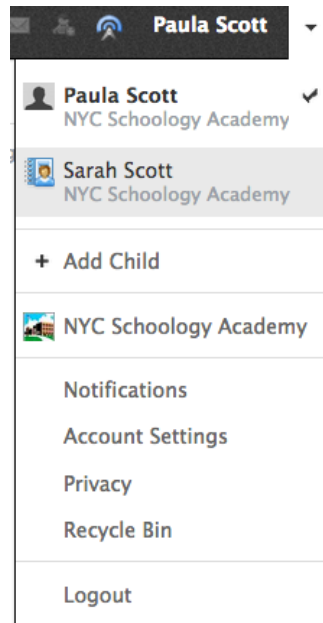 Paula Scott
Paula Scott
NYC Schoology Academy
Sarah Scott
NYC Schoology Academy
+ Add Child
NYC Schoology Academy
Notifications
Account Settings
Privacy
Recycle Bin
Logout